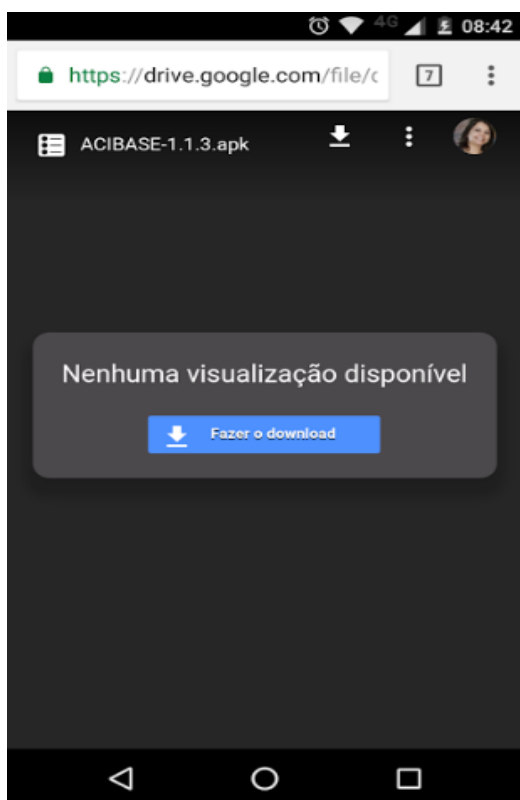 4G 08:42
https://drive.google.com/file/c 7
ACIBASE-1.1.3.apk
Nenhuma visualização disponível
Fazer o download